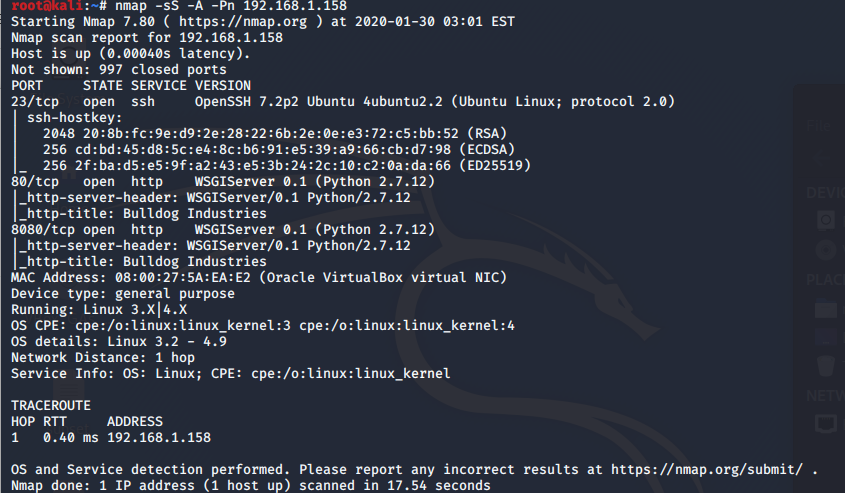 root@kali:~# nmap -sS -A -Pn 192.168.1.158
Starting Nmap 7.80 ( https://nmap.org ) at 2020-01-30 03:01 EST
Nmap scan report for 192.168.1.158
Host is up (0.00040s latency).
Not shown: 997 closed ports
PORT     STATE SERVICE VERSION
23/tcp   open  ssh     OpenSSH 7.2p2 Ubuntu 4ubuntu2.2 (Ubuntu Linux; protocol 2.0)
| ssh-hostkey:
|   2048 20:8b:fc:9e:d9:2e:28:22:6b:2e:0e:e3:72:c5:bb:52 (RSA)
|   256 cd:bd:45:d8:5c:e4:8c:b6:91:e5:39:a9:66:cb:d7:98 (ECDSA)
|_  256 2f:ba:d5:e5:9f:a2:43:e5:3b:24:2c:10:c2:0a:da:66 (ED25519)
80/tcp   open  http    WSGIServer 0.1 (Python 2.7.12)
|_http-server-header: WSGIServer/0.1 Python/2.7.12
|_http-title: Bulldog Industries
8080/tcp open  http    WSGIServer 0.1 (Python 2.7.12)
|_http-server-header: WSGIServer/0.1 Python/2.7.12
|_http-title: Bulldog Industries
MAC Address: 08:00:27:5A:EA:E2 (Oracle VirtualBox virtual NIC)
Device type: general purpose
Running: Linux 3.X|4.X
OS CPE: cpe:/o:linux:linux_kernel:3 cpe:/o:linux:linux_kernel:4
OS details: Linux 3.2 - 4.9
Network Distance: 1 hop
Service Info: OS: Linux; CPE: cpe:/o:linux:linux_kernel
TRACEROUTE
HOP RTT     ADDRESS
1   0.40 ms 192.168.1.158
OS and Service detection performed. Please report any incorrect results at https://nmap.org/submit/ .
Nmap done: 1 IP address (1 host up) scanned in 17.54 seconds
File
DEVIC
PLAC
NETW